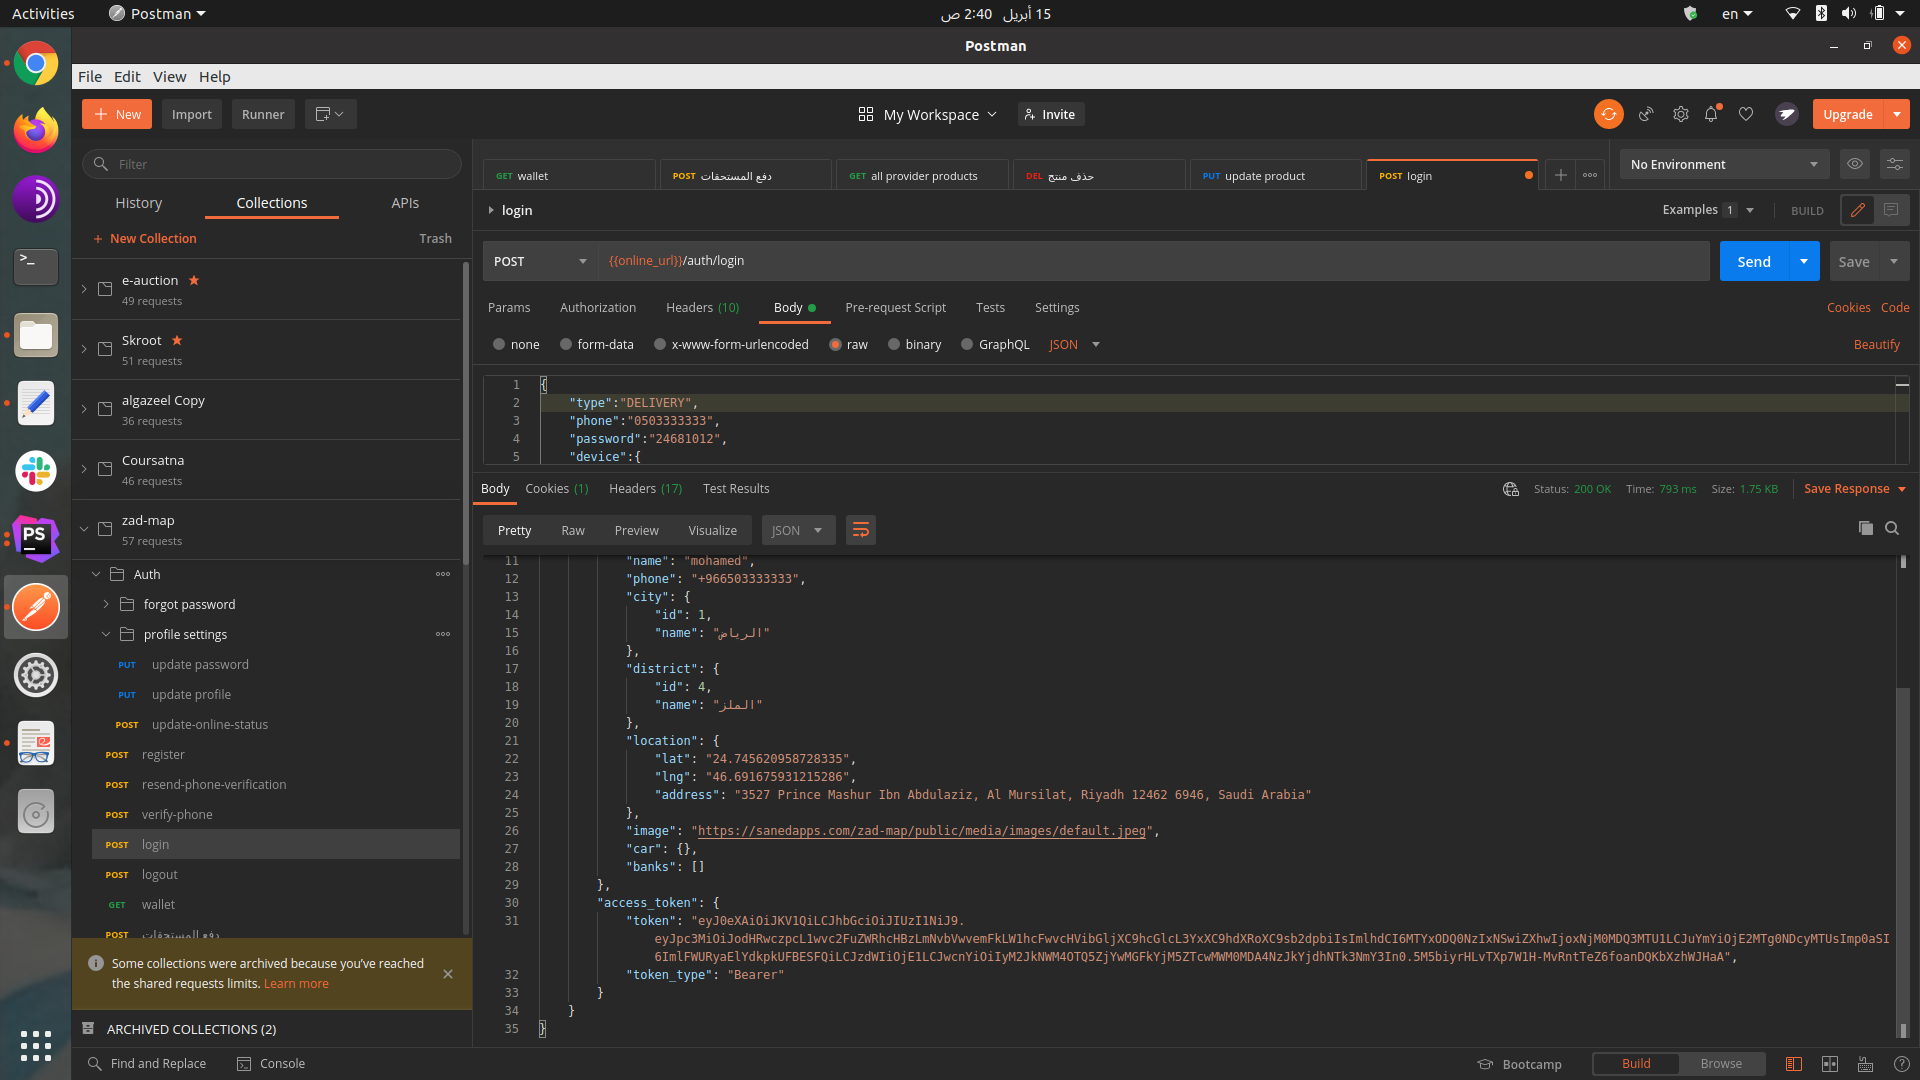 Activities
Postman
15 أبريل 2:40 ص
en
Postman
File Edit View Help
New
Import
Runner
My Workspace
Invite
Upgrade
Filter
History
Collections
APIs
New Collection
Trash
e-auction
49 requests
Skroot
51 requests
algazeel Copy
36 requests
Coursatna
46 requests
zad-map
57 requests
Auth
forgot password
profile settings
PUT update password
PUT update profile
POST update-online-status
POST register
POST resend-phone-verification
POST verify-phone
POST login
POST logout
GET wallet
POST دفع المستحقات
Some collections were archived because you've reached
the shared requests limits. Learn more
ARCHIVED COLLECTIONS (2)
GET wallet
POST دفع المستحقات
GET all provider products
DEL حذف منتج
PUT update product
POST login
No Environment
login
Examples 1
BUILD
POST
{{online_url}}/auth/login
Send
Save
Params
Authorization
Headers (10)
Body
Pre-request Script
Tests
Settings
Cookies
Code
none
form-data
x-www-form-urlencoded
raw
binary
GraphQL
JSON
Beautify
1 {
2 "type":"DELIVERY",
3 "phone":"0503333333",
4 "password":"24681012",
5 "device":{
Body
Cookies (1)
Headers (17)
Test Results
Status: 200 OK
Time: 793 ms
Size: 1.75 KB
Save Response
Pretty
Raw
Preview
Visualize
JSON
11 "name": "mohamed",
12 "phone": "+966503333333",
13 "city": {
14 "id": 1,
15 "name": "الرياض"
16 },
17 "district": {
18 "id": 4,
19 "name": "الملز"
20 },
21 "location": {
22 "lat": "24.745620958728335",
23 "lng": "46.691675931215286",
24 "address": "3527 Prince Mashur Ibn Abdulaziz, Al Mursilat, Riyadh 12462 6946, Saudi Arabia"
25 },
26 "image": "https://sanedapps.com/zad-map/public/media/images/default.jpeg",
27 "car": {},
28 "banks": []
29 },
30 "access_token": {
31 "token": "eyJ0eXAiOiJKV1QiLCJhbGciOiJIUzI1NiJ9.
32 "token_type": "Bearer"
33 }
34 }
35 }
Find and Replace
Console
Bootcamp
Build
Browse